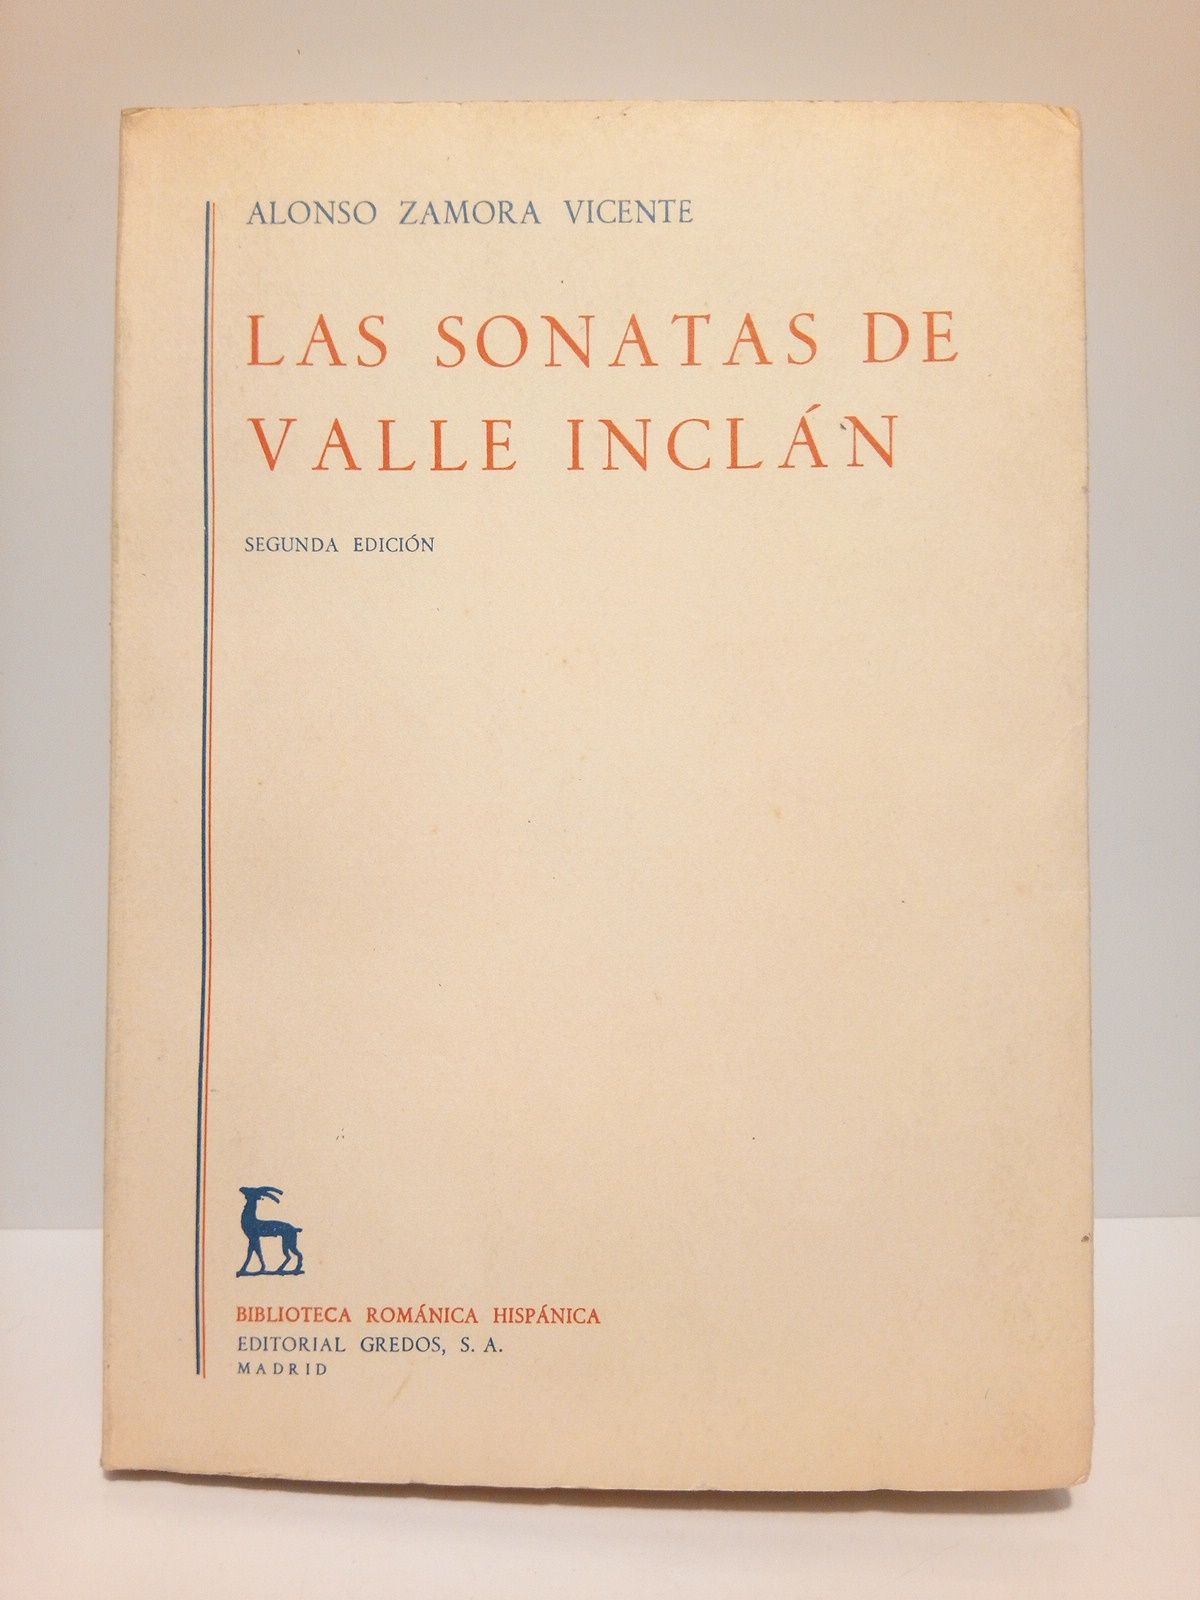 ALONSO ZAMORA VICENTE
LAS SONATAS DE
VALLE INCLÁN
SEGUNDA EDICIÓN
BIBLIOTECA ROMÁNICA HISPÁNICA
EDITORIAL GREDOS, S. A.
MADRID